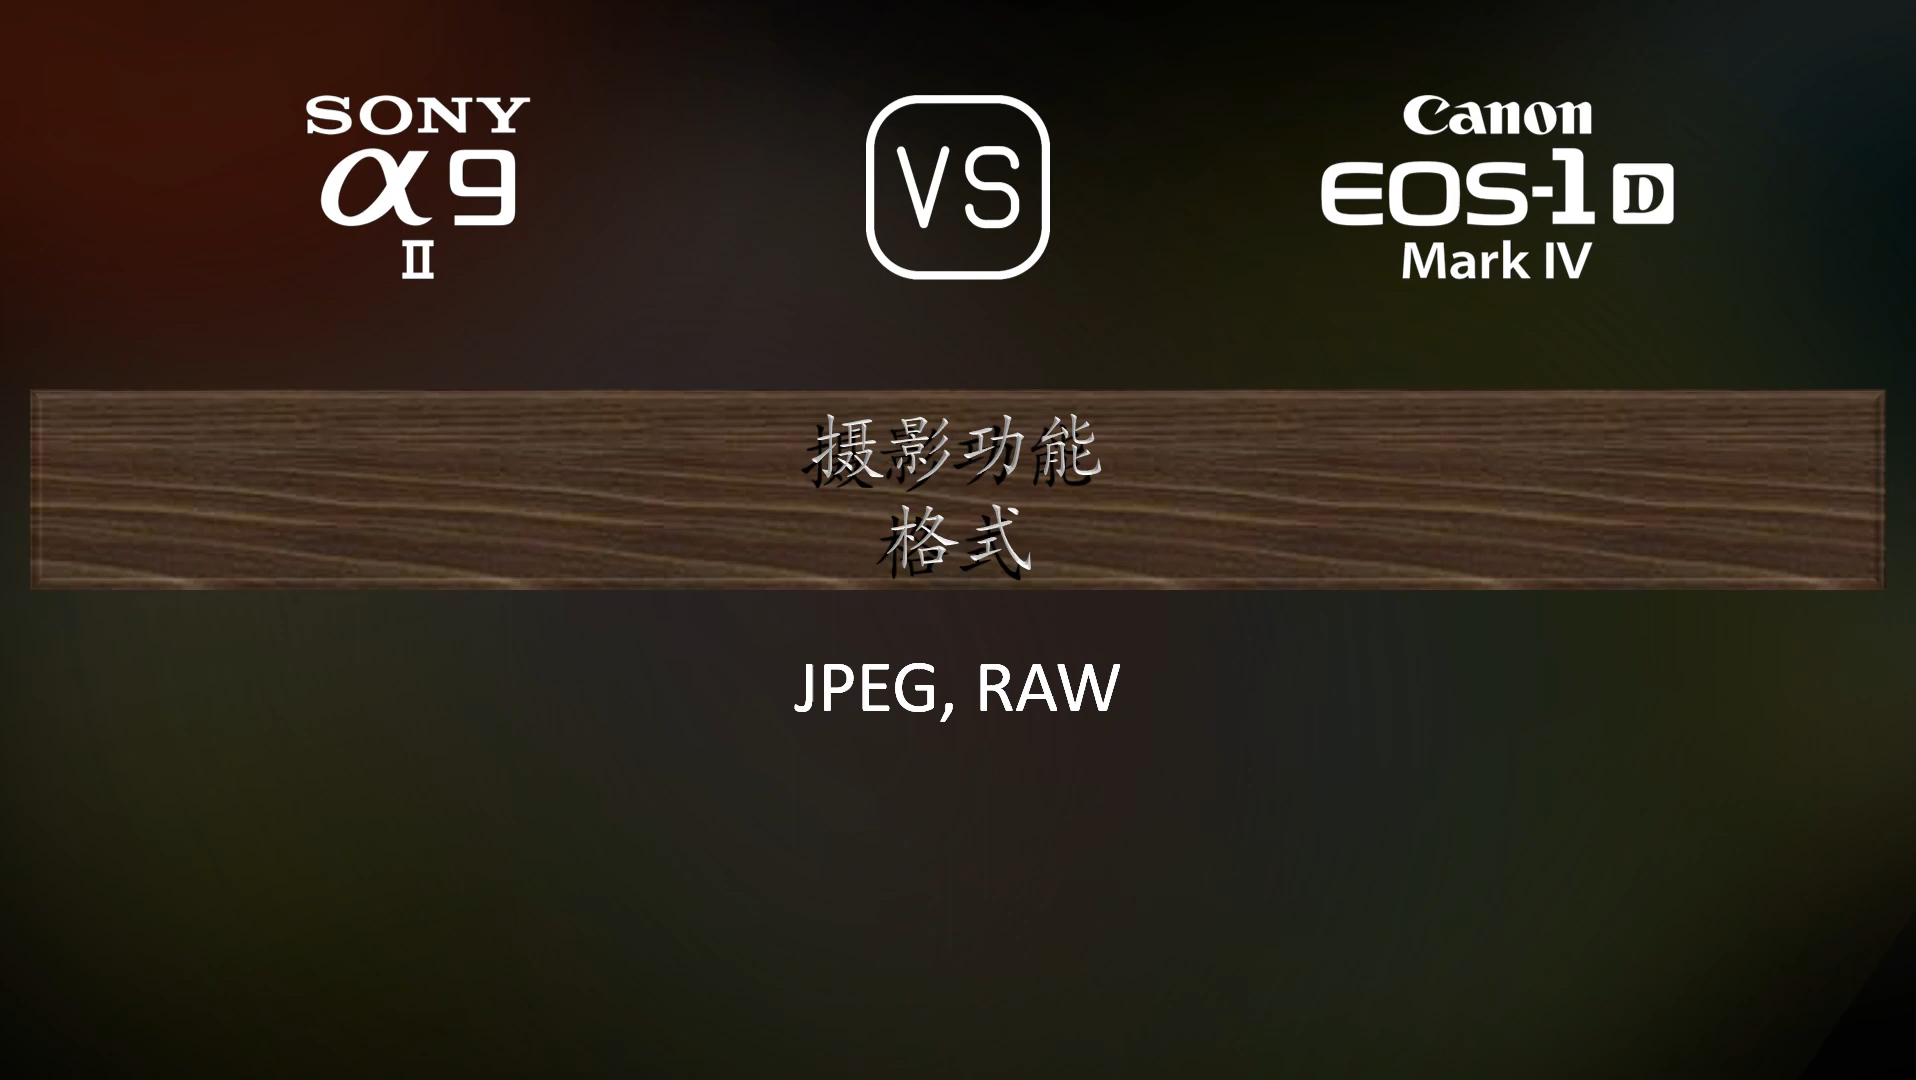 SONY
α9
II
VS
Canon
EOS-1D
Mark IV
摄影功能
格式
JPEG, RAW